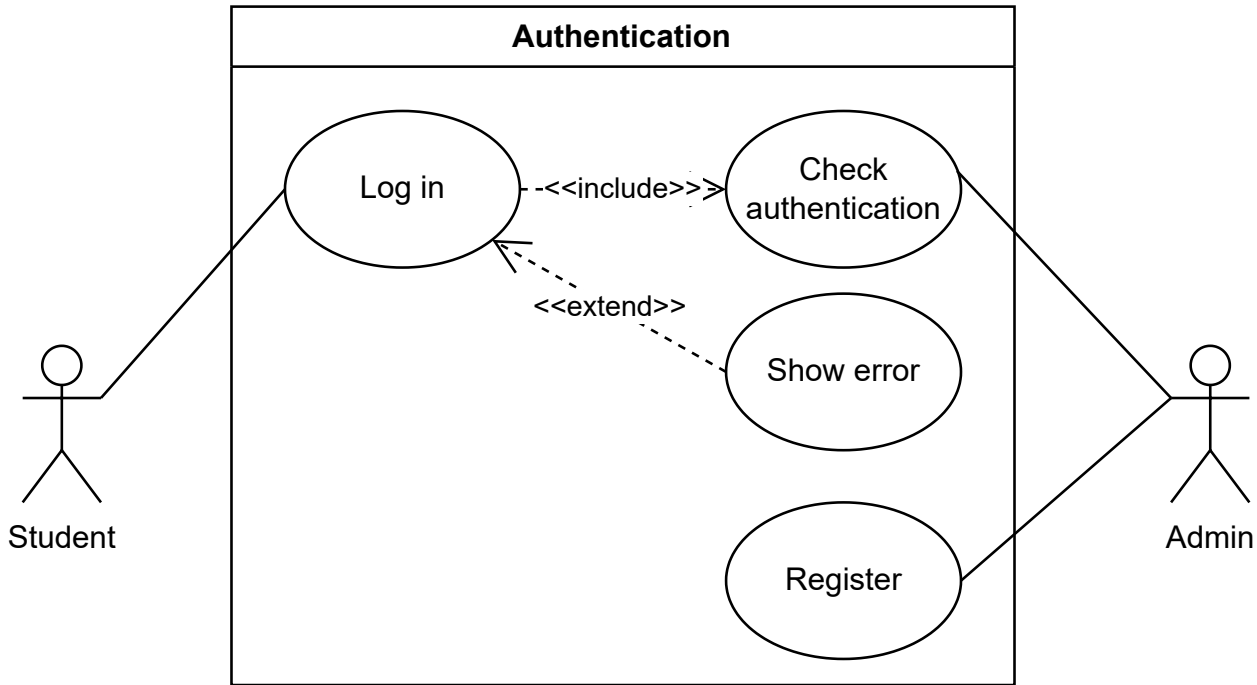 Authentication
Log in
<<include>>
Check
authentication
<<extend>>
Show error
Student
Admin
Register